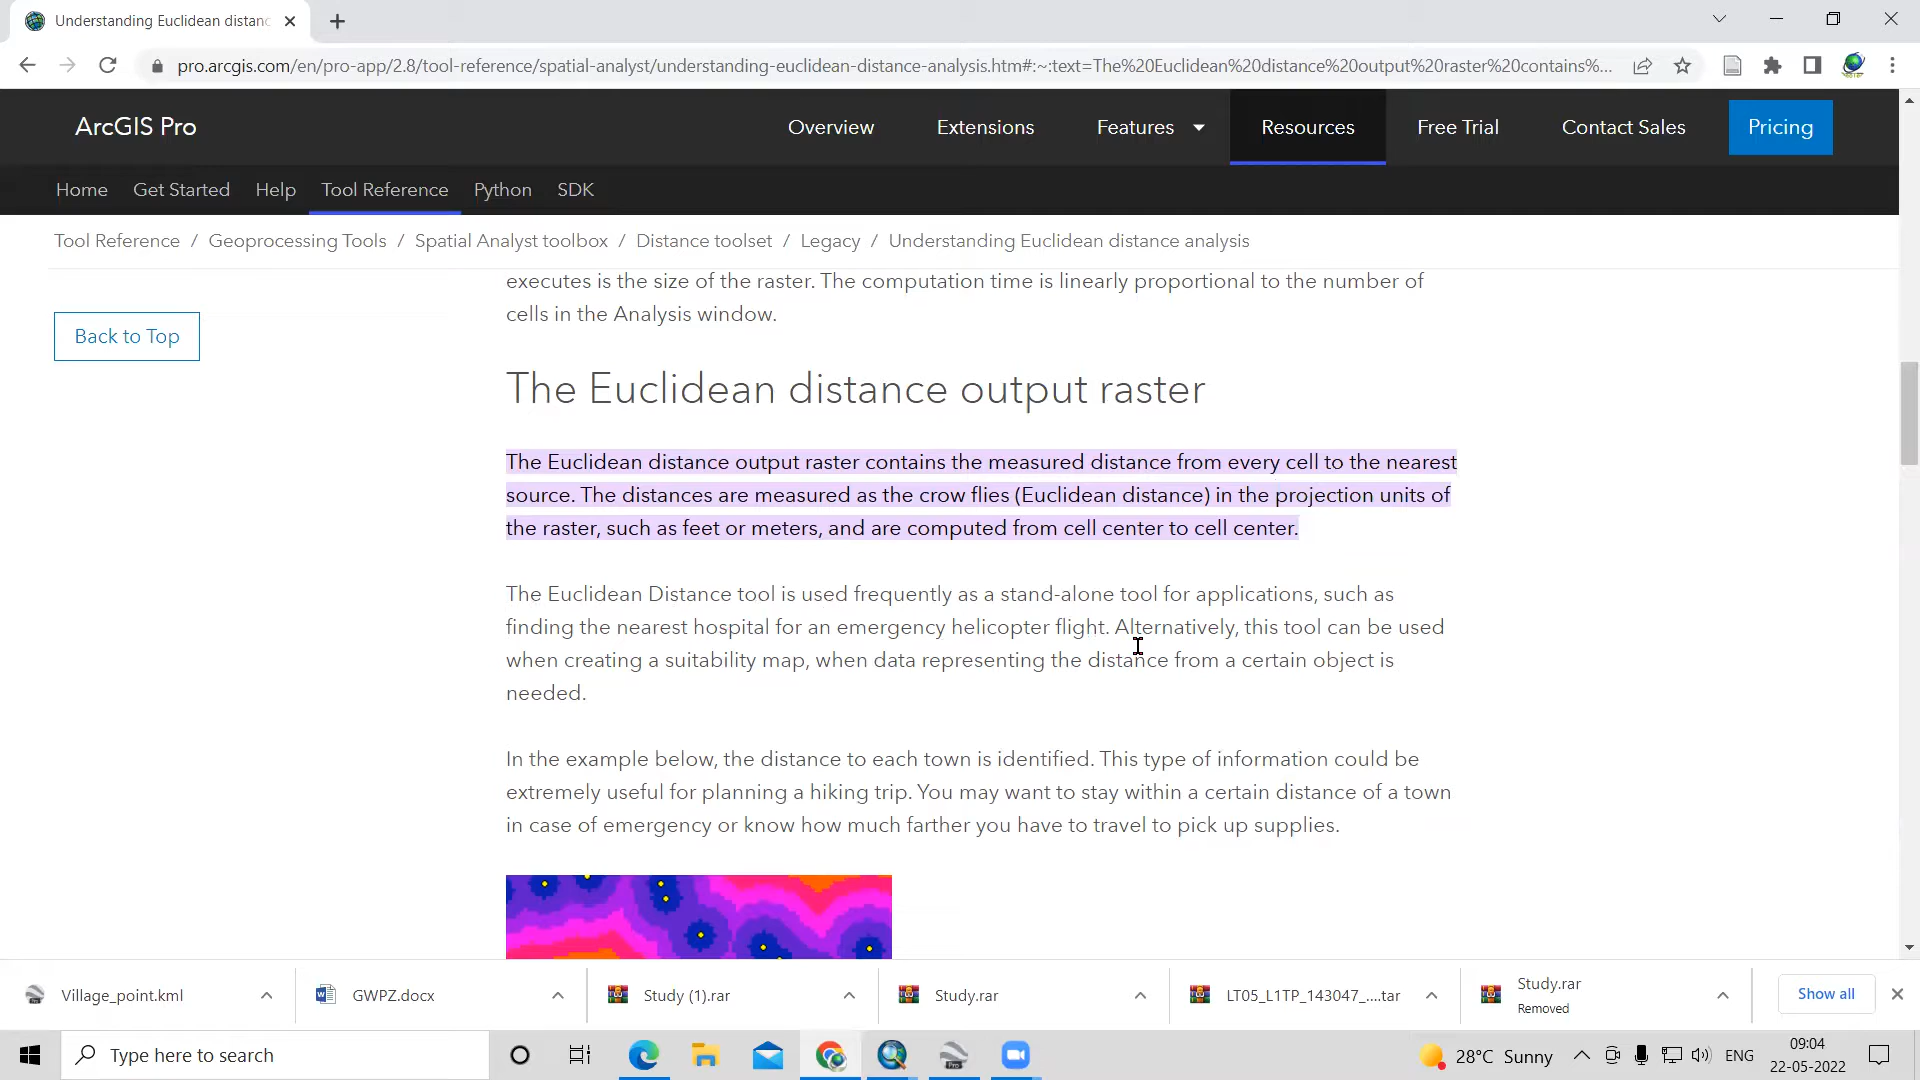 Understanding Euclidean distanc
pro.arcgis.com/en/pro-app/2.8/tool-reference/spatial-analyst/understanding-euclidean-distance-analysis.htm#:~:text=The%20Euclidean%20distance%20output%20raster%20contains%...
ArcGIS Pro
Overview
Extensions
Features
Resources
Free Trial
Contact Sales
Pricing
Home
Get Started
Help
Tool Reference
Python
SDK
Tool Reference / Geoprocessing Tools / Spatial Analyst toolbox / Distance toolset / Legacy / Understanding Euclidean distance analysis
Back to Top
executes is the size of the raster. The computation time is linearly proportional to the number of
cells in the Analysis window.
The Euclidean distance output raster
The Euclidean distance output raster contains the measured distance from every cell to the nearest
source. The distances are measured as the crow flies (Euclidean distance) in the projection units of
the raster, such as feet or meters, and are computed from cell center to cell center.
The Euclidean Distance tool is used frequently as a stand-alone tool for applications, such as
finding the nearest hospital for an emergency helicopter flight. Alternatively, this tool can be used
when creating a suitability map, when data representing the distance from a certain object is
needed.
In the example below, the distance to each town is identified. This type of information could be
extremely useful for planning a hiking trip. You may want to stay within a certain distance of a town
in case of emergency or know how much farther you have to travel to pick up supplies.
Village_point.kml
GWPZ.docx
Study (1).rar
Study.rar
LT05_L1TP_143047_....tar
Study.rar
Removed
Show all
Type here to search
Pro
28°C Sunny
ENG
09:04
22-05-2022